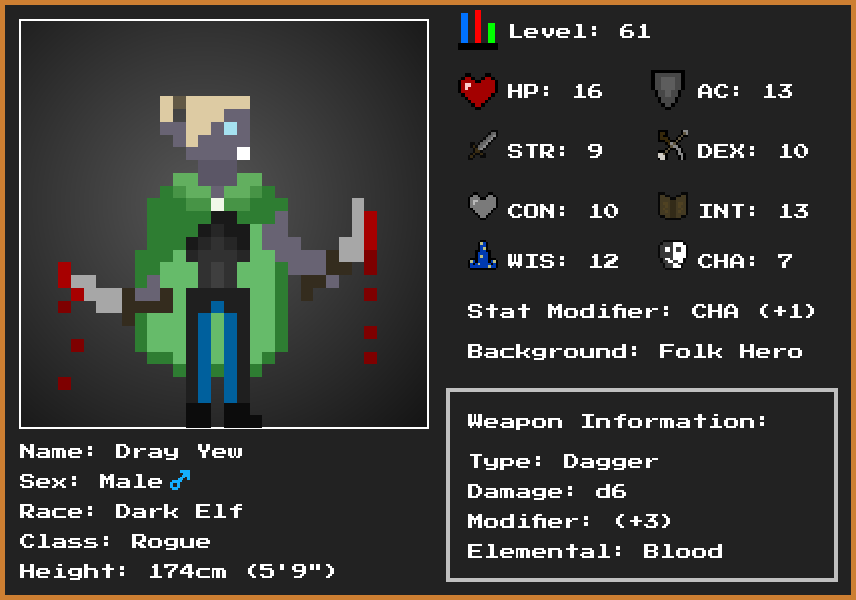 Level: 61
HP: 16
AC: 13
STR: 9
DEX: 10
CON: 10
INT: 13
WIS: 12
CHA: 7
Stat Modifier: CHA (+1)
Background: Folk Hero
Weapon Information:
Type: Dagger
Damage: d6
Modifier: (+3)
Elemental: Blood
Name: Dray Yew
Sex: Male ♂
Race: Dark Elf
Class: Rogue
Height: 174cm (5'9")